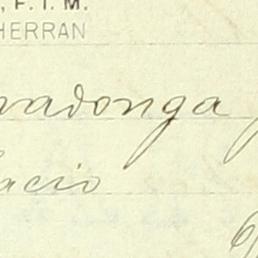 , F. T. M.
HERRAN
vadonga
acio